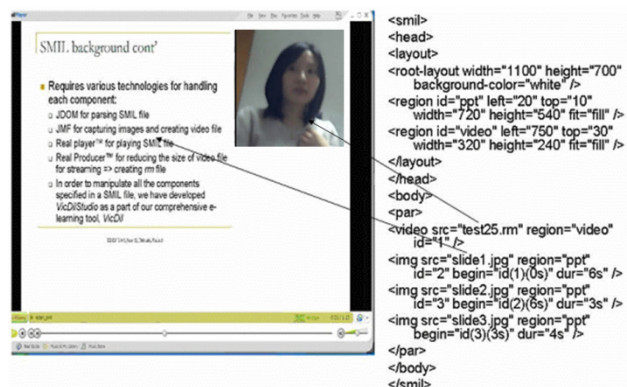 Player
SMIL background cont'
Requires various technologies for handling
each component:
JDOM for parsing SMIL file
JMF for capturing images and creating video file
Real player™ for playing SMIL file
Real Producer™ for reducing the size of video file
for streaming => creating rm file
In order to manipulate all the components
specified in a SMIL file, we have developed
VicDilStudio as a part of our comprehensive e-
learning tool, VicDil
<smil>
<head>
<layout>
<root-layout width="1100" height="700"
background-color="white" />
<region id="ppt" left="20" top="10"
width="720" height="540" fit="fill" />
<region id="video" left="750" top="30"
width="320" height="240" fit="fill" />
</layout>
</head>
<body>
<par>
<video src="test25.rm" region="video"
id="1" />
<img src="slide1.jpg" region="ppt"
id="2" begin="id(1)(0s)" dur="6s" />
<img src="slide2.jpg" region="ppt"
id="3" begin="id(2)(6s)" dur="3s" />
<img src="slide3.jpg" region="ppt"
begin="id(3)(3s)" dur="4s" />
</par>
</body>
</smil>